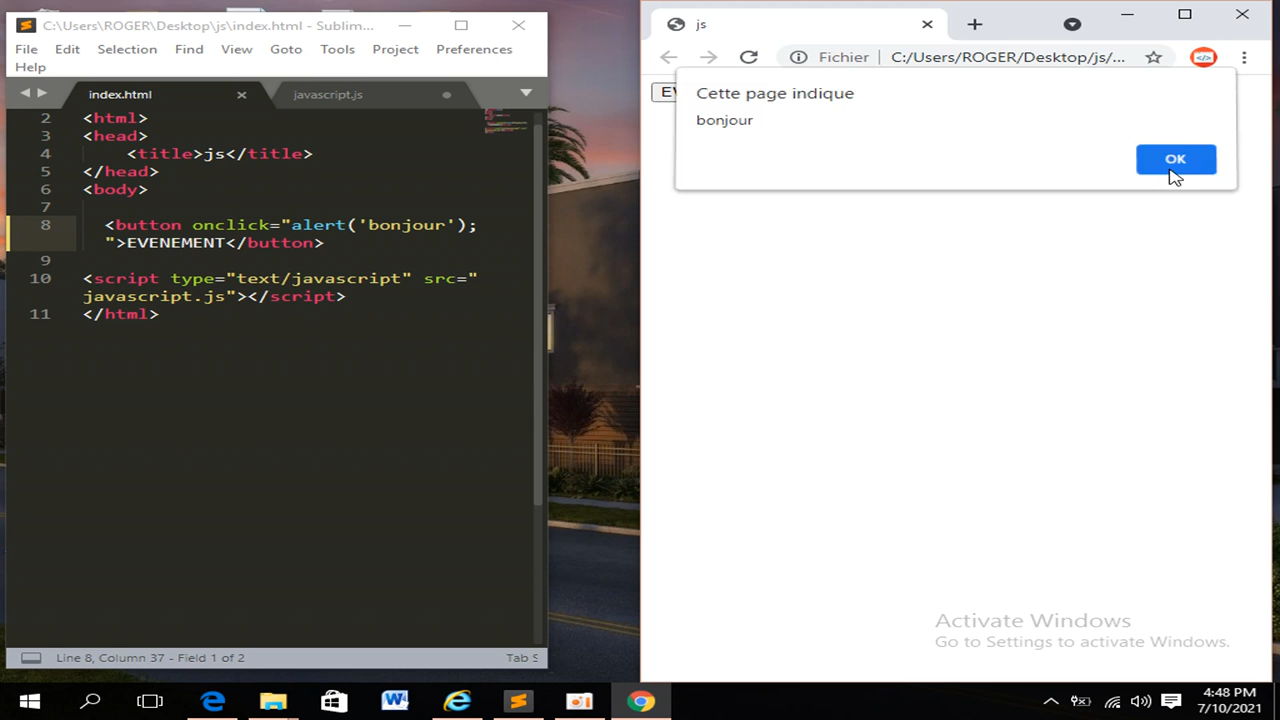 C:\Users\ROGER\Desktop\js\index.html - Sublim...
File Edit Selection Find View Goto Tools Project Preferences
Help
index.html
javascript.js
2 <html>
3 <head>
4 <title>js</title>
5 </head>
6 <body>
7
8 <button onclick="alert('bonjour');
">EVENEMENT</button>
9
10 <script type="text/javascript" src="
javascript.js"></script>
11 </html>
Line 8, Column 37 - Field 1 of 2
Tab S
js
Fichier
C:/Users/ROGER/Desktop/js/...
Cette page indique
bonjour
OK
Activate Windows
Go to Settings to activate Windows.
4:48 PM
7/10/2021